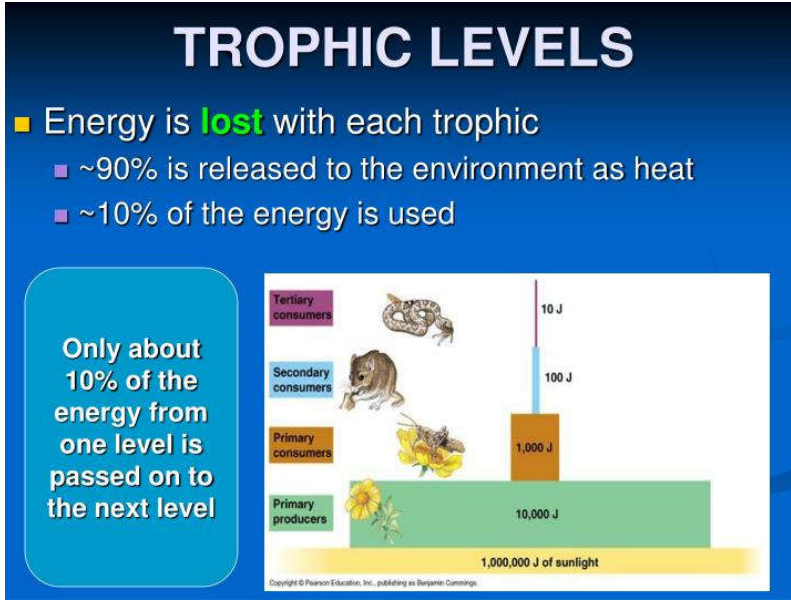 TROPHIC LEVELS
Energy is lost with each trophic
~90% is released to the environment as heat
~10% of the energy is used
Only about
10% of the
energy from
one level is
passed on to
the next level
Tertiary
consumers
10 J
Secondary
consumers
100 J
Primary
consumers
1,000 J
Primary
producers
10,000 J
1,000,000 J of sunlight
Copyright © Pearson Education, Inc., publishing as Benjamin Cummings.